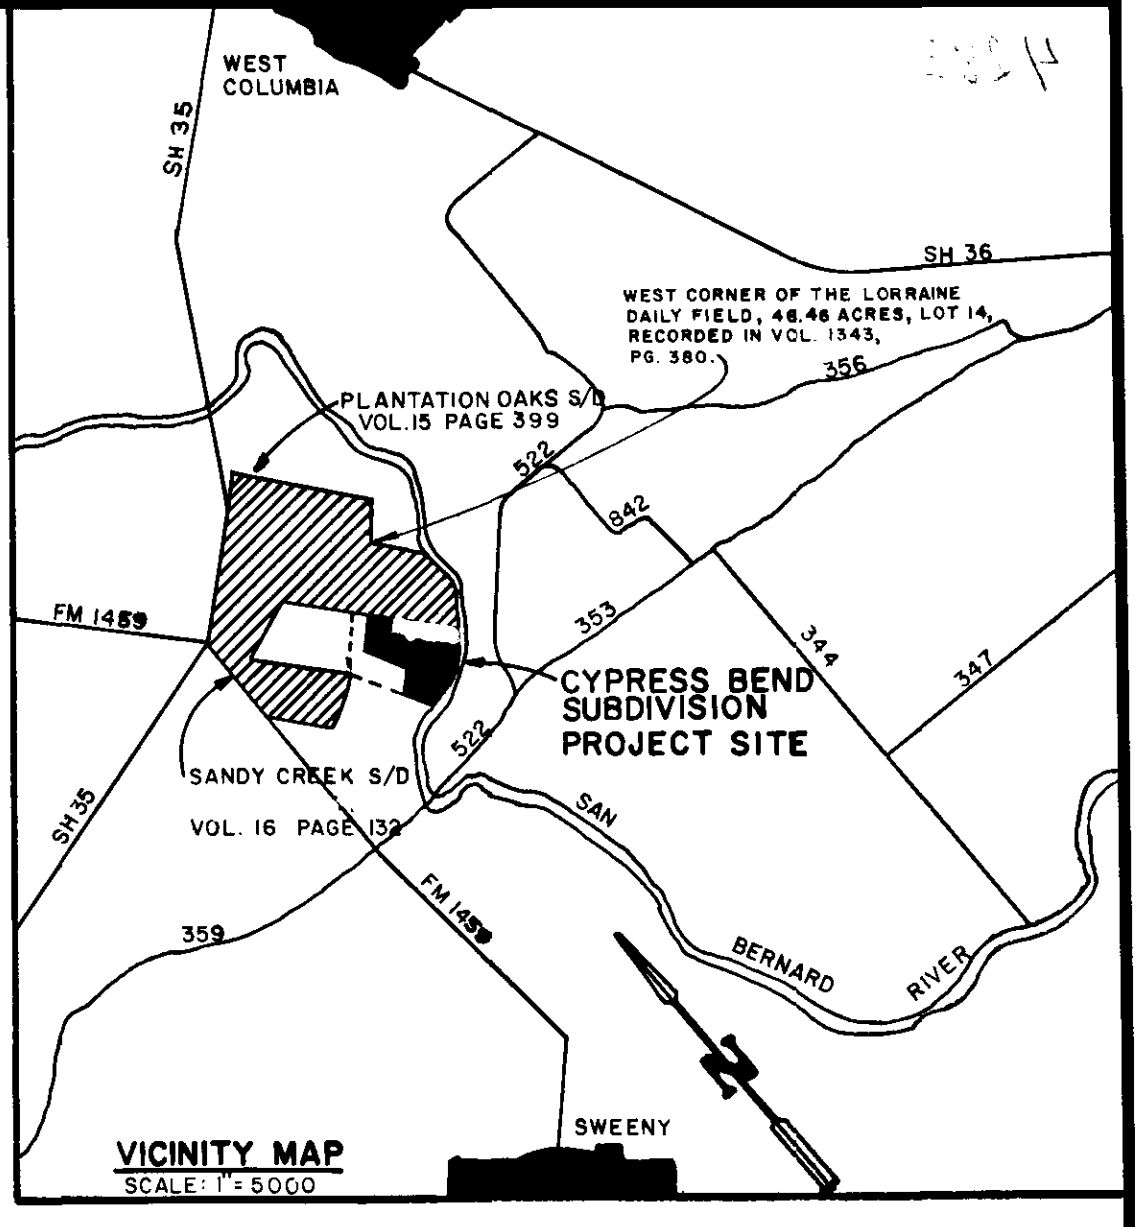 WEST
COLUMBIA
SH 35
SH 36
WEST CORNER OF THE LORRAINE
DAILY FIELD, 46.46 ACRES, LOT 14,
RECORDED IN VOL. 1343,
PG. 380.
356
PLANTATION OAKS S/D
VOL.15 PAGE 399
522
842
FM 1459
353
344
347
CYPRESS BEND
SUBDIVISION
PROJECT SITE
522
SANDY CREEK S/D
VOL. 16 PAGE 132
SH 35
SAN
BERNARD
RIVER
FM 1459
359
N
SWEENY
VICINITY MAP
SCALE: 1"= 5000